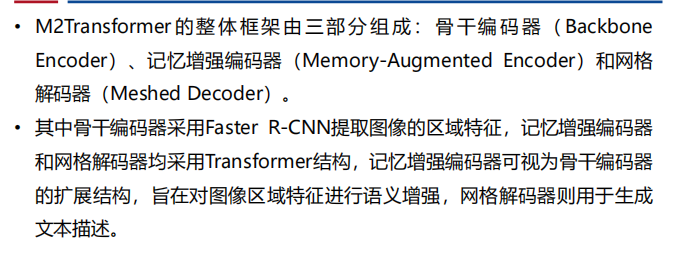 • M2Transformer的整体框架由三部分组成：骨干编码器（Backbone
Encoder）、记忆增强编码器（Memory-Augmented Encoder）和网格
解码器（Meshed Decoder）。
• 其中骨干编码器采用Faster R-CNN提取图像的区域特征，记忆增强编码器
和网格解码器均采用Transformer结构，记忆增强编码器可视为骨干编码器
的扩展结构，旨在对图像区域特征进行语义增强，网格解码器则用于生成
文本描述。